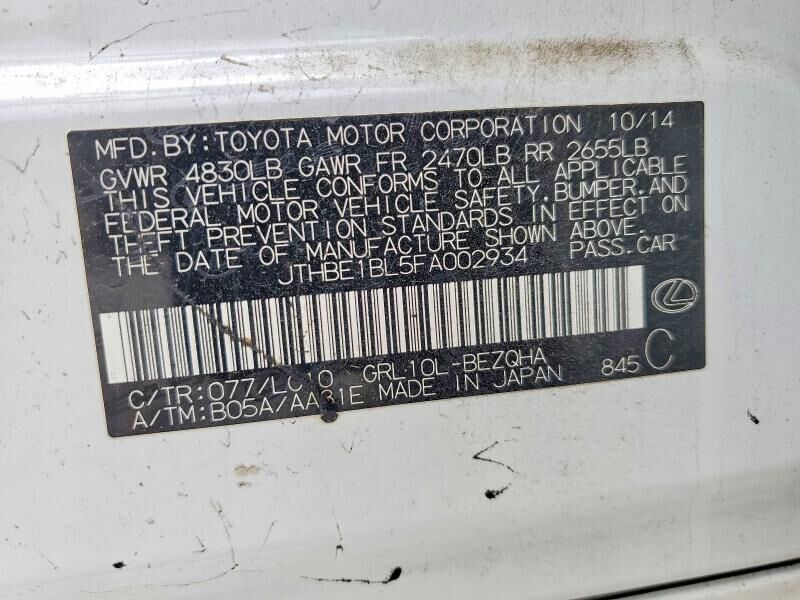 MFD. BY: TOYOTA MOTOR CORPORATION 10/14
GVWR 4830LB GAWR FR 2470LB RR 2655LB
THIS VEHICLE CONFORMS TO ALL APPLICABLE
FEDERAL MOTOR VEHICLE SAFETY, BUMPER, AND
THEFT PREVENTION STANDARDS IN EFFECT ON
THE DATE OF MANUFACTURE SHOWN ABOVE.
JTHBE1BL5FA002934 PASS.CAR
C/TR:077/LC10 GRL10L-BEZQHA 845 C
A/TM:B05A/AA31E MADE IN JAPAN